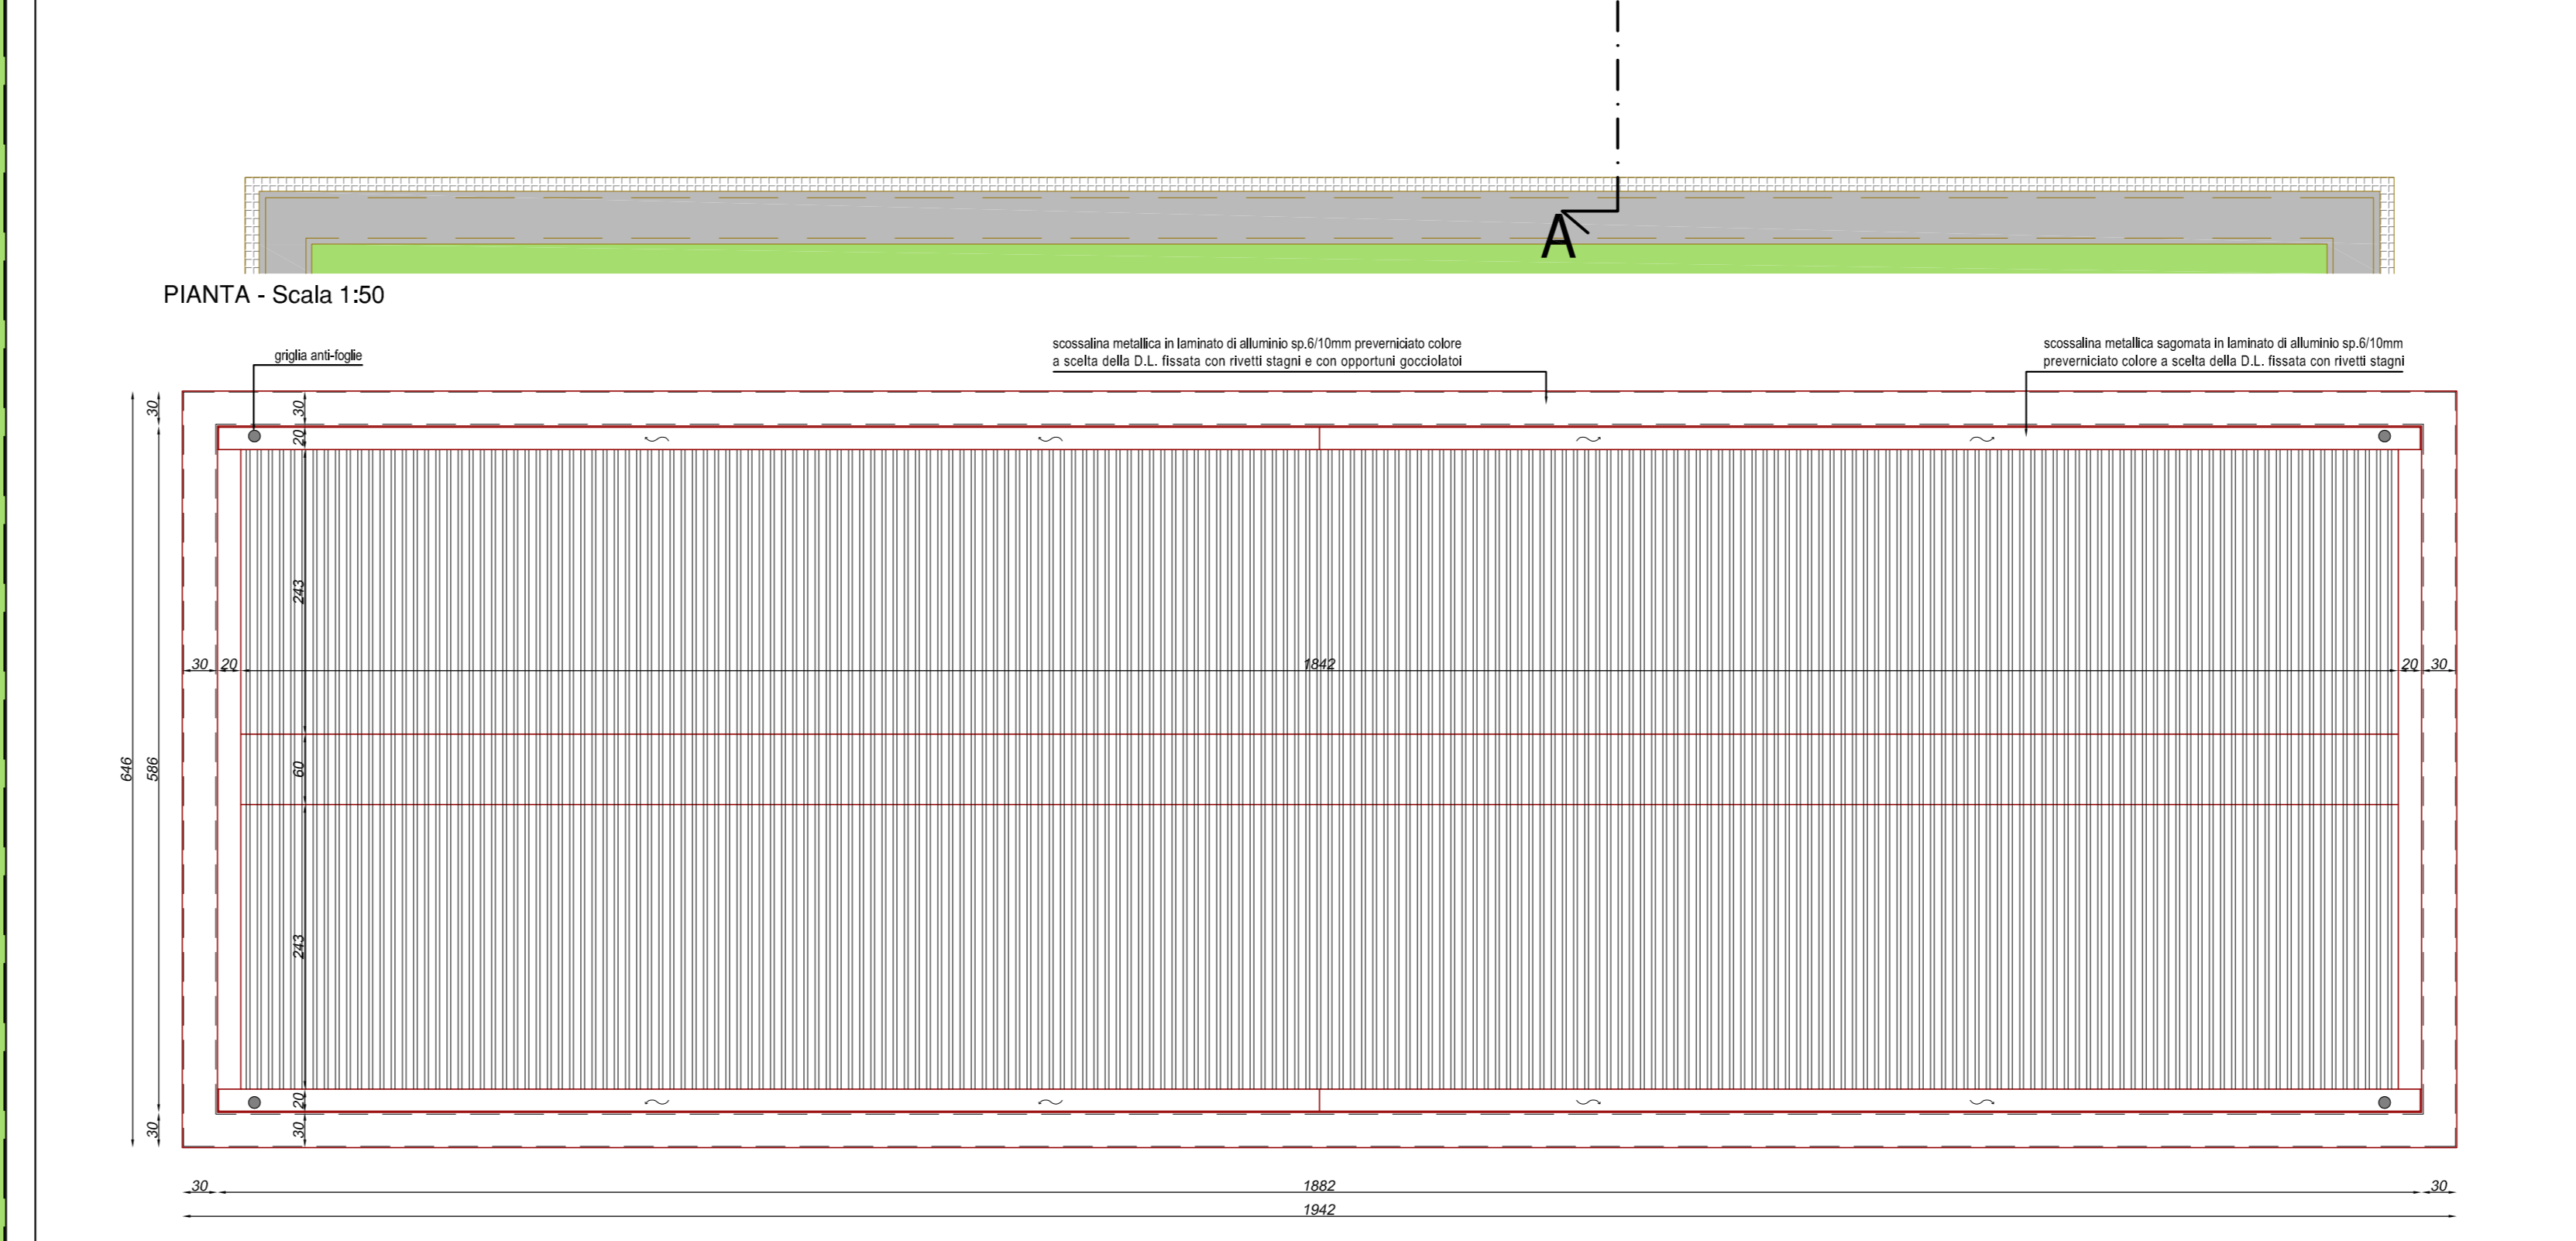 A
PIANTA - Scala 1:50
griglia anti-foglie
scossalina metallica in laminato di alluminio sp.6/10mm preverniciato colore
a scelta della D.L. fissata con rivetti stagni e con opportuni gocciolatoi
scossalina metallica sagomata in laminato di alluminio sp.6/10mm
preverniciato colore a scelta della D.L. fissata con rivetti stagni
30
30
20
243
30
20
1842
20
30
646
586
60
243
20
30
30
30
1882
30
1942